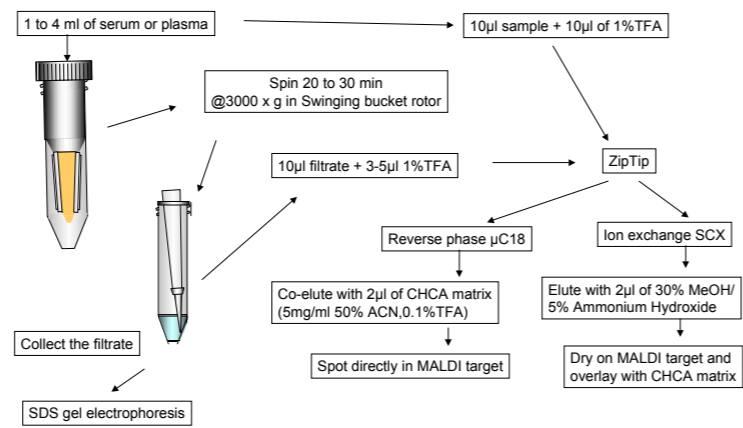 1 to 4 ml of serum or plasma
10µl sample + 10µl of 1%TFA
Spin 20 to 30 min
@3000 x g in Swinging bucket rotor
10µl filtrate + 3-5µl 1%TFA
ZipTip
Reverse phase µC18
Ion exchange SCX
Co-elute with 2µl of CHCA matrix
(5mg/ml 50% ACN,0.1%TFA)
Elute with 2µl of 30% MeOH/
5% Ammonium Hydroxide
Collect the filtrate
Spot directly in MALDI target
Dry on MALDI target and
overlay with CHCA matrix
SDS gel electrophoresis